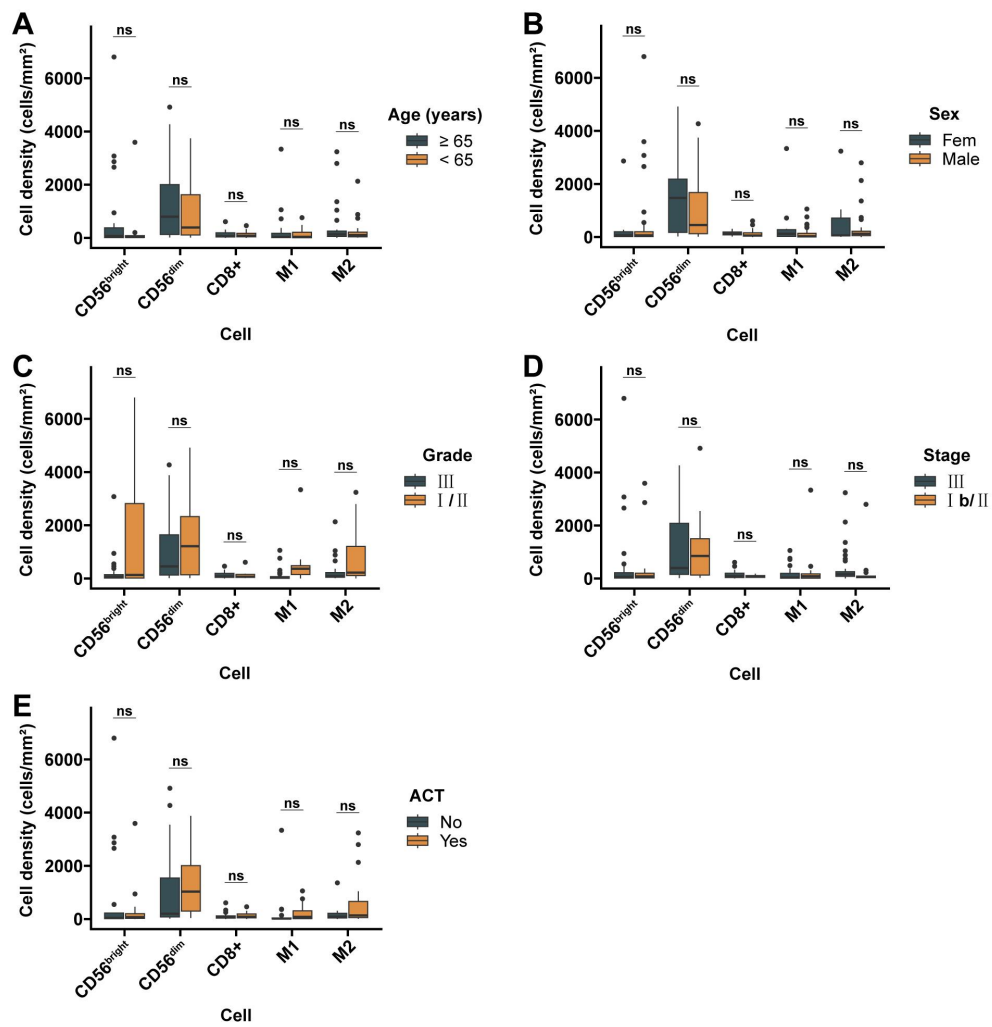 A
Cell density (cells/mm²)
6000
4000
2000
0
ns
ns
ns
ns
ns
CD56bright
CD56dim
CD8+
M1
M2
Cell
Age (years)
≥ 65
< 65
B
Cell density (cells/mm²)
6000
4000
2000
0
ns
ns
ns
ns
ns
CD56bright
CD56dim
CD8+
M1
M2
Cell
Sex
Fem
Male
C
Cell density (cells/mm²)
6000
4000
2000
0
ns
ns
ns
ns
ns
CD56bright
CD56dim
CD8+
M1
M2
Cell
Grade
Ⅲ
Ⅰ / Ⅱ
D
Cell density (cells/mm²)
6000
4000
2000
0
ns
ns
ns
ns
ns
CD56bright
CD56dim
CD8+
M1
M2
Cell
Stage
Ⅲ
Ⅰ b/ Ⅱ
E
Cell density (cells/mm²)
6000
4000
2000
0
ns
ns
ns
ns
ns
CD56bright
CD56dim
CD8+
M1
M2
Cell
ACT
No
Yes